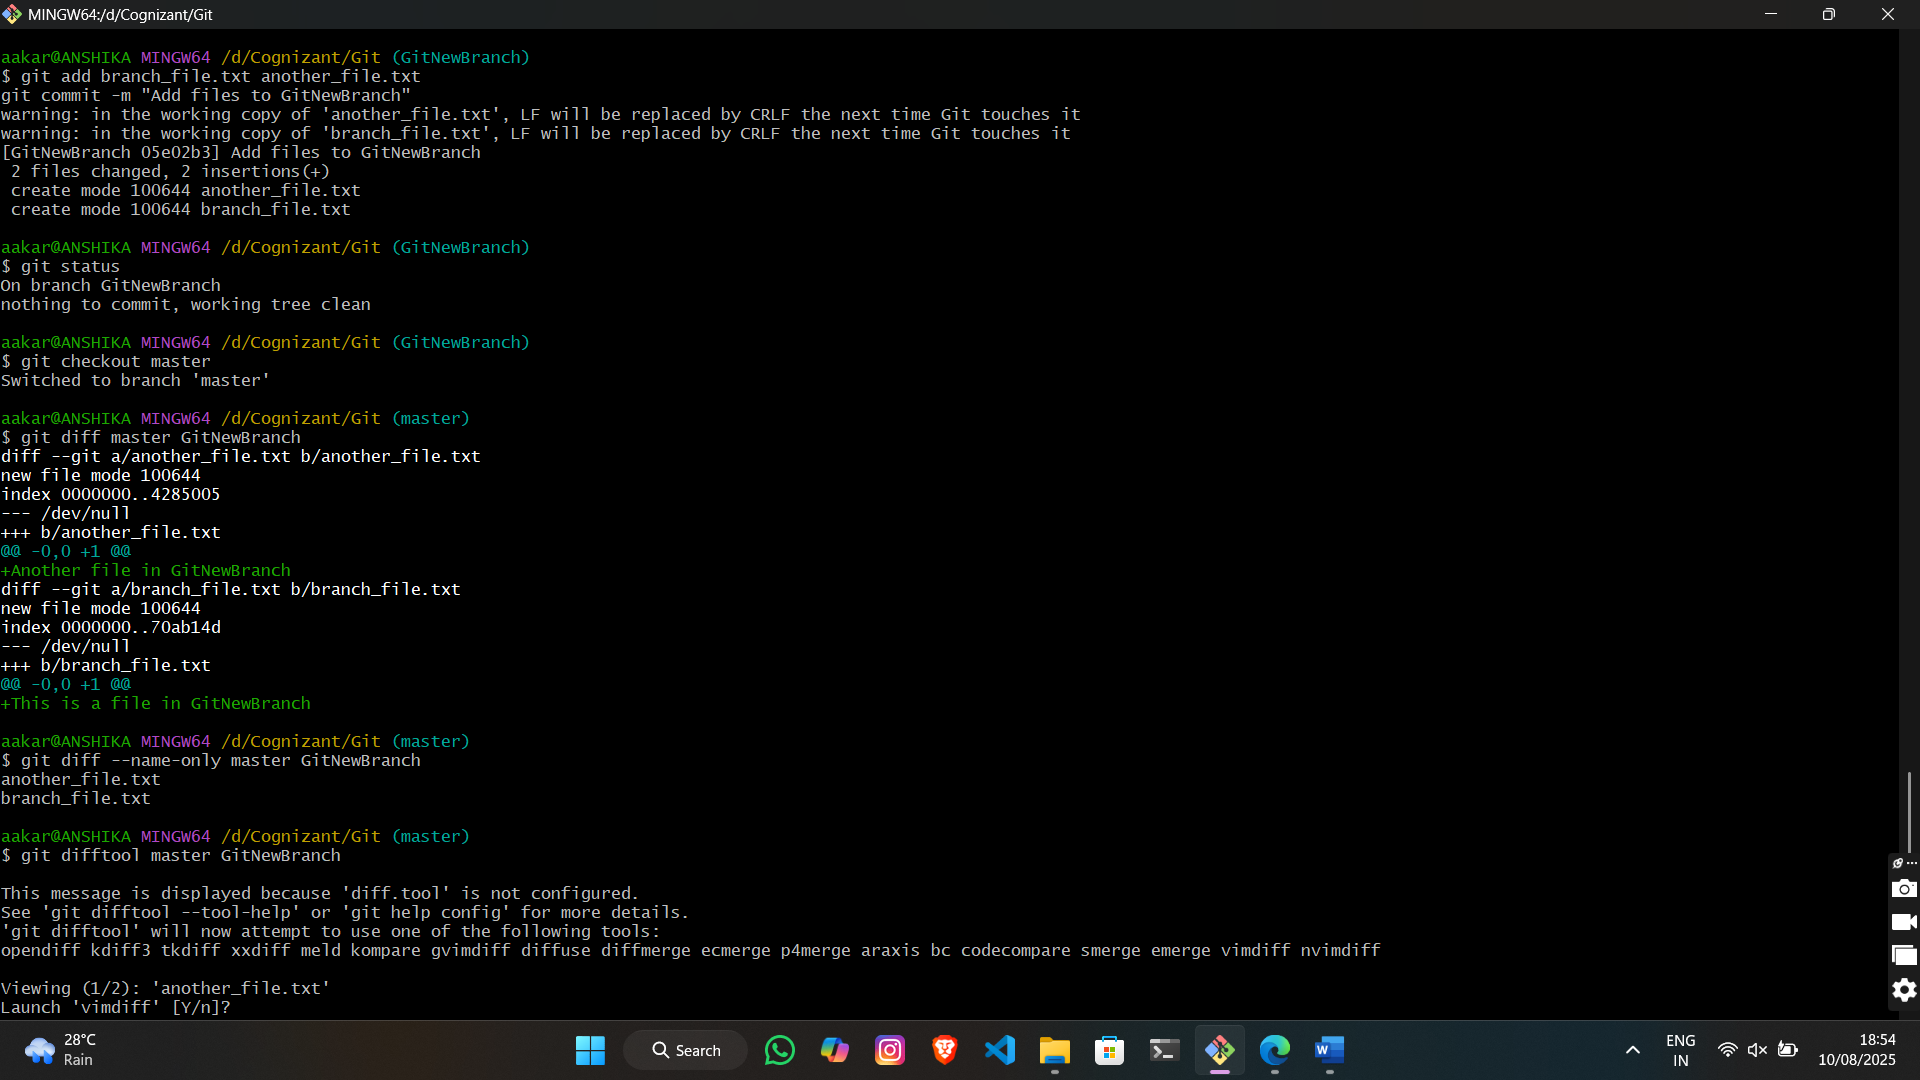 MINGW64:/d/Cognizant/Git
aakar@ANSHIKA MINGW64 /d/Cognizant/Git (GitNewBranch)
$ git add branch_file.txt another_file.txt
git commit -m "Add files to GitNewBranch"
warning: in the working copy of 'another_file.txt', LF will be replaced by CRLF the next time Git touches it
warning: in the working copy of 'branch_file.txt', LF will be replaced by CRLF the next time Git touches it
[GitNewBranch 05e02b3] Add files to GitNewBranch
 2 files changed, 2 insertions(+)
 create mode 100644 another_file.txt
 create mode 100644 branch_file.txt
aakar@ANSHIKA MINGW64 /d/Cognizant/Git (GitNewBranch)
$ git status
On branch GitNewBranch
nothing to commit, working tree clean
aakar@ANSHIKA MINGW64 /d/Cognizant/Git (GitNewBranch)
$ git checkout master
Switched to branch 'master'
aakar@ANSHIKA MINGW64 /d/Cognizant/Git (master)
$ git diff master GitNewBranch
diff --git a/another_file.txt b/another_file.txt
new file mode 100644
index 0000000..4285005
--- /dev/null
+++ b/another_file.txt
@@ -0,0 +1 @@
+Another file in GitNewBranch
diff --git a/branch_file.txt b/branch_file.txt
new file mode 100644
index 0000000..70ab14d
--- /dev/null
+++ b/branch_file.txt
@@ -0,0 +1 @@
+This is a file in GitNewBranch
aakar@ANSHIKA MINGW64 /d/Cognizant/Git (master)
$ git diff --name-only master GitNewBranch
another_file.txt
branch_file.txt
aakar@ANSHIKA MINGW64 /d/Cognizant/Git (master)
$ git difftool master GitNewBranch
This message is displayed because 'diff.tool' is not configured.
See 'git difftool --tool-help' or 'git help config' for more details.
'git difftool' will now attempt to use one of the following tools:
opendiff kdiff3 tkdiff xxdiff meld kompare gvimdiff diffuse diffmerge ecmerge p4merge araxis bc codecompare smerge emerge vimdiff nvimdiff
Viewing (1/2): 'another_file.txt'
Launch 'vimdiff' [Y/n]?
28°C
Rain
Search
W
ENG
IN
18:54
10/08/2025